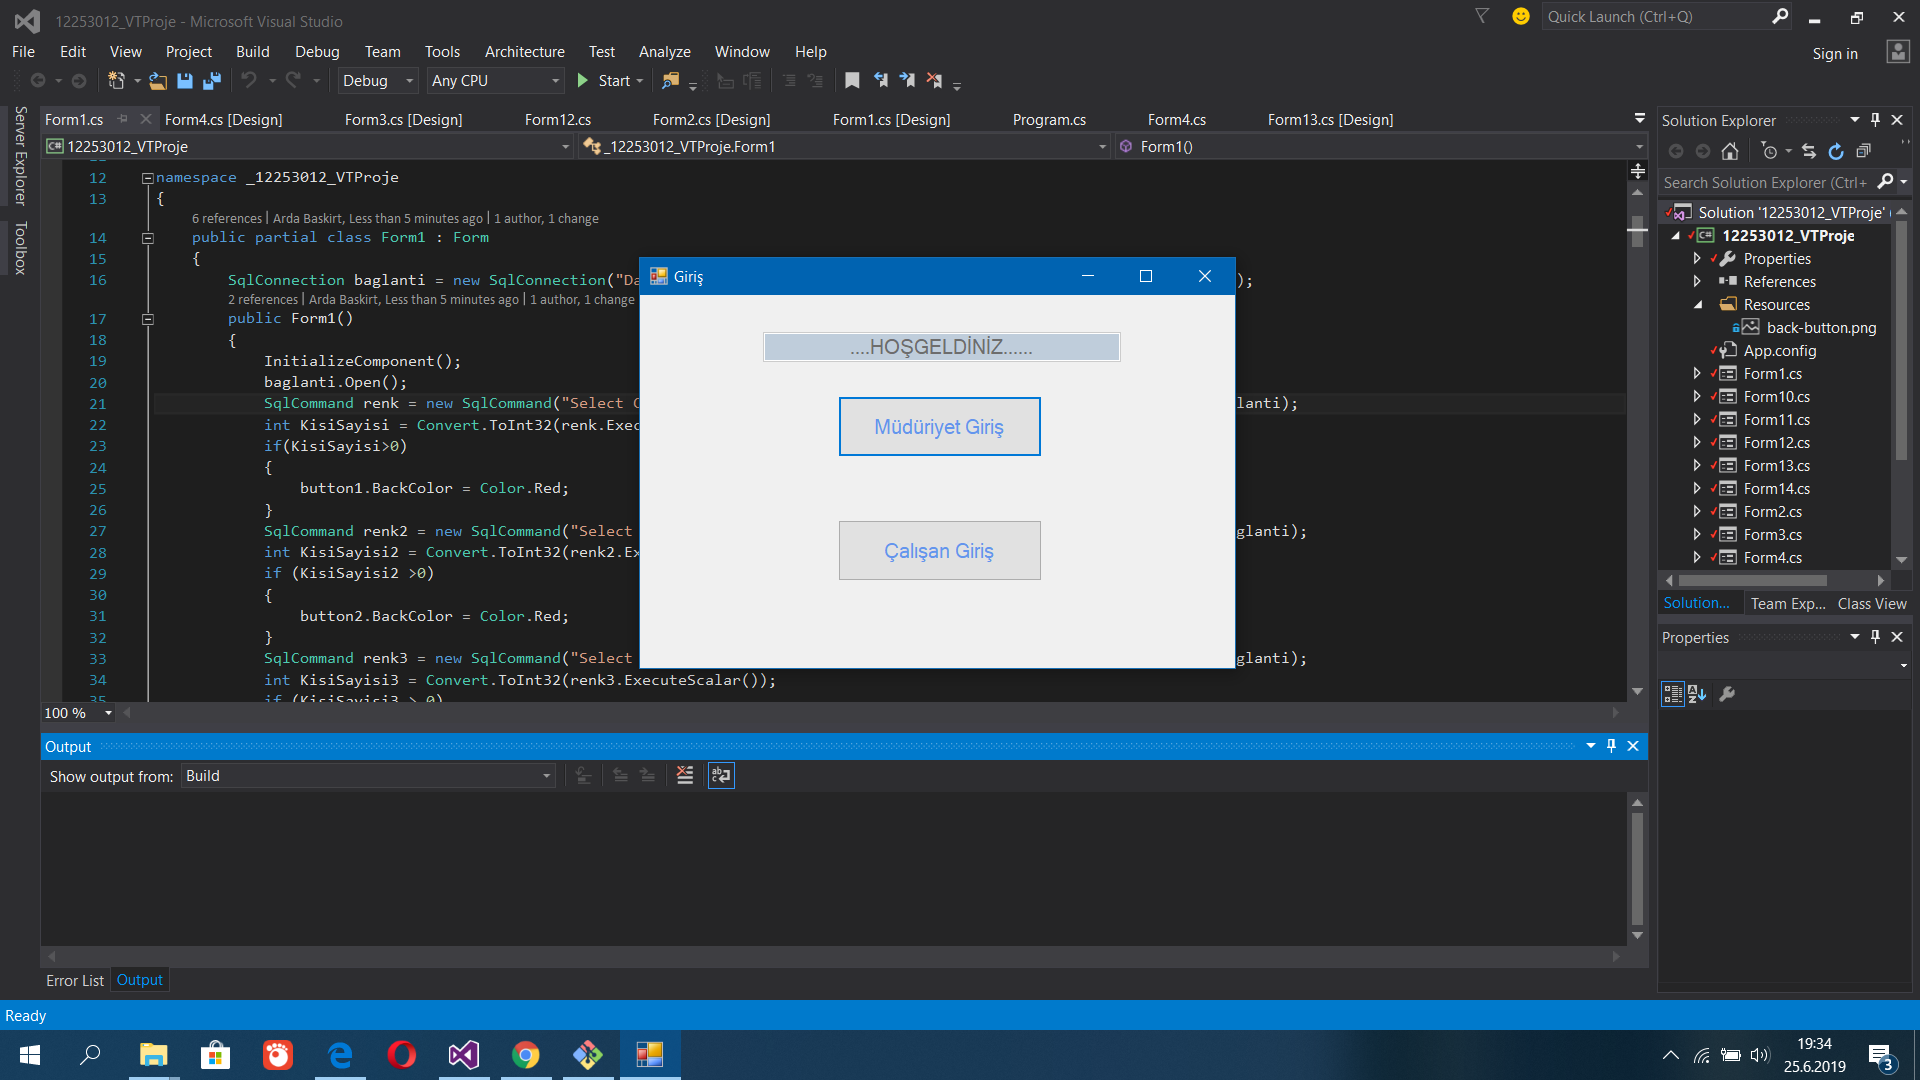 12253012_VTProje - Microsoft Visual Studio
Quick Launch (Ctrl+Q)
File Edit View Project Build Debug Team Tools Architecture Test Analyze Window Help
Sign in
Debug Any CPU Start
Server Explorer
Toolbox
Form1.cs Form4.cs [Design] Form3.cs [Design] Form12.cs Form2.cs [Design] Form1.cs [Design] Program.cs Form4.cs Form13.cs [Design]
12253012_VTProje _12253012_VTProje.Form1 Form1()
12 namespace _12253012_VTProje
13 {
6 references | Arda Baskirt, Less than 5 minutes ago | 1 author, 1 change
14 public partial class Form1 : Form
15 {
16 SqlConnection baglanti = new SqlConnection("Da );
2 references | Arda Baskirt, Less than 5 minutes ago | 1 author, 1 change
17 public Form1()
18 {
19 InitializeComponent();
20 baglanti.Open();
21 SqlCommand renk = new SqlCommand("Select lanti);
22 int KisiSayisi = Convert.ToInt32(renk.Exec
23 if(KisiSayisi>0)
24 {
25 button1.BackColor = Color.Red;
26 }
27 SqlCommand renk2 = new SqlCommand("Select glanti);
28 int KisiSayisi2 = Convert.ToInt32(renk2.Ex
29 if (KisiSayisi2 >0)
30 {
31 button2.BackColor = Color.Red;
32 }
33 SqlCommand renk3 = new SqlCommand("Select glanti);
34 int KisiSayisi3 = Convert.ToInt32(renk3.ExecuteScalar());
35 if (KisiSayisi3 > 0)
100 %
Giriş
....HOŞGELDİNİZ......
Müdüriyet Giriş
Çalışan Giriş
Output
Show output from: Build
Error List Output
Ready
Solution Explorer
Search Solution Explorer (Ctrl+
Solution '12253012_VTProje' (
12253012_VTProje
Properties
References
Resources
back-button.png
App.config
Form1.cs
Form10.cs
Form11.cs
Form12.cs
Form13.cs
Form14.cs
Form2.cs
Form3.cs
Form4.cs
Solution... Team Exp... Class View
Properties
19:34
25.6.2019
3